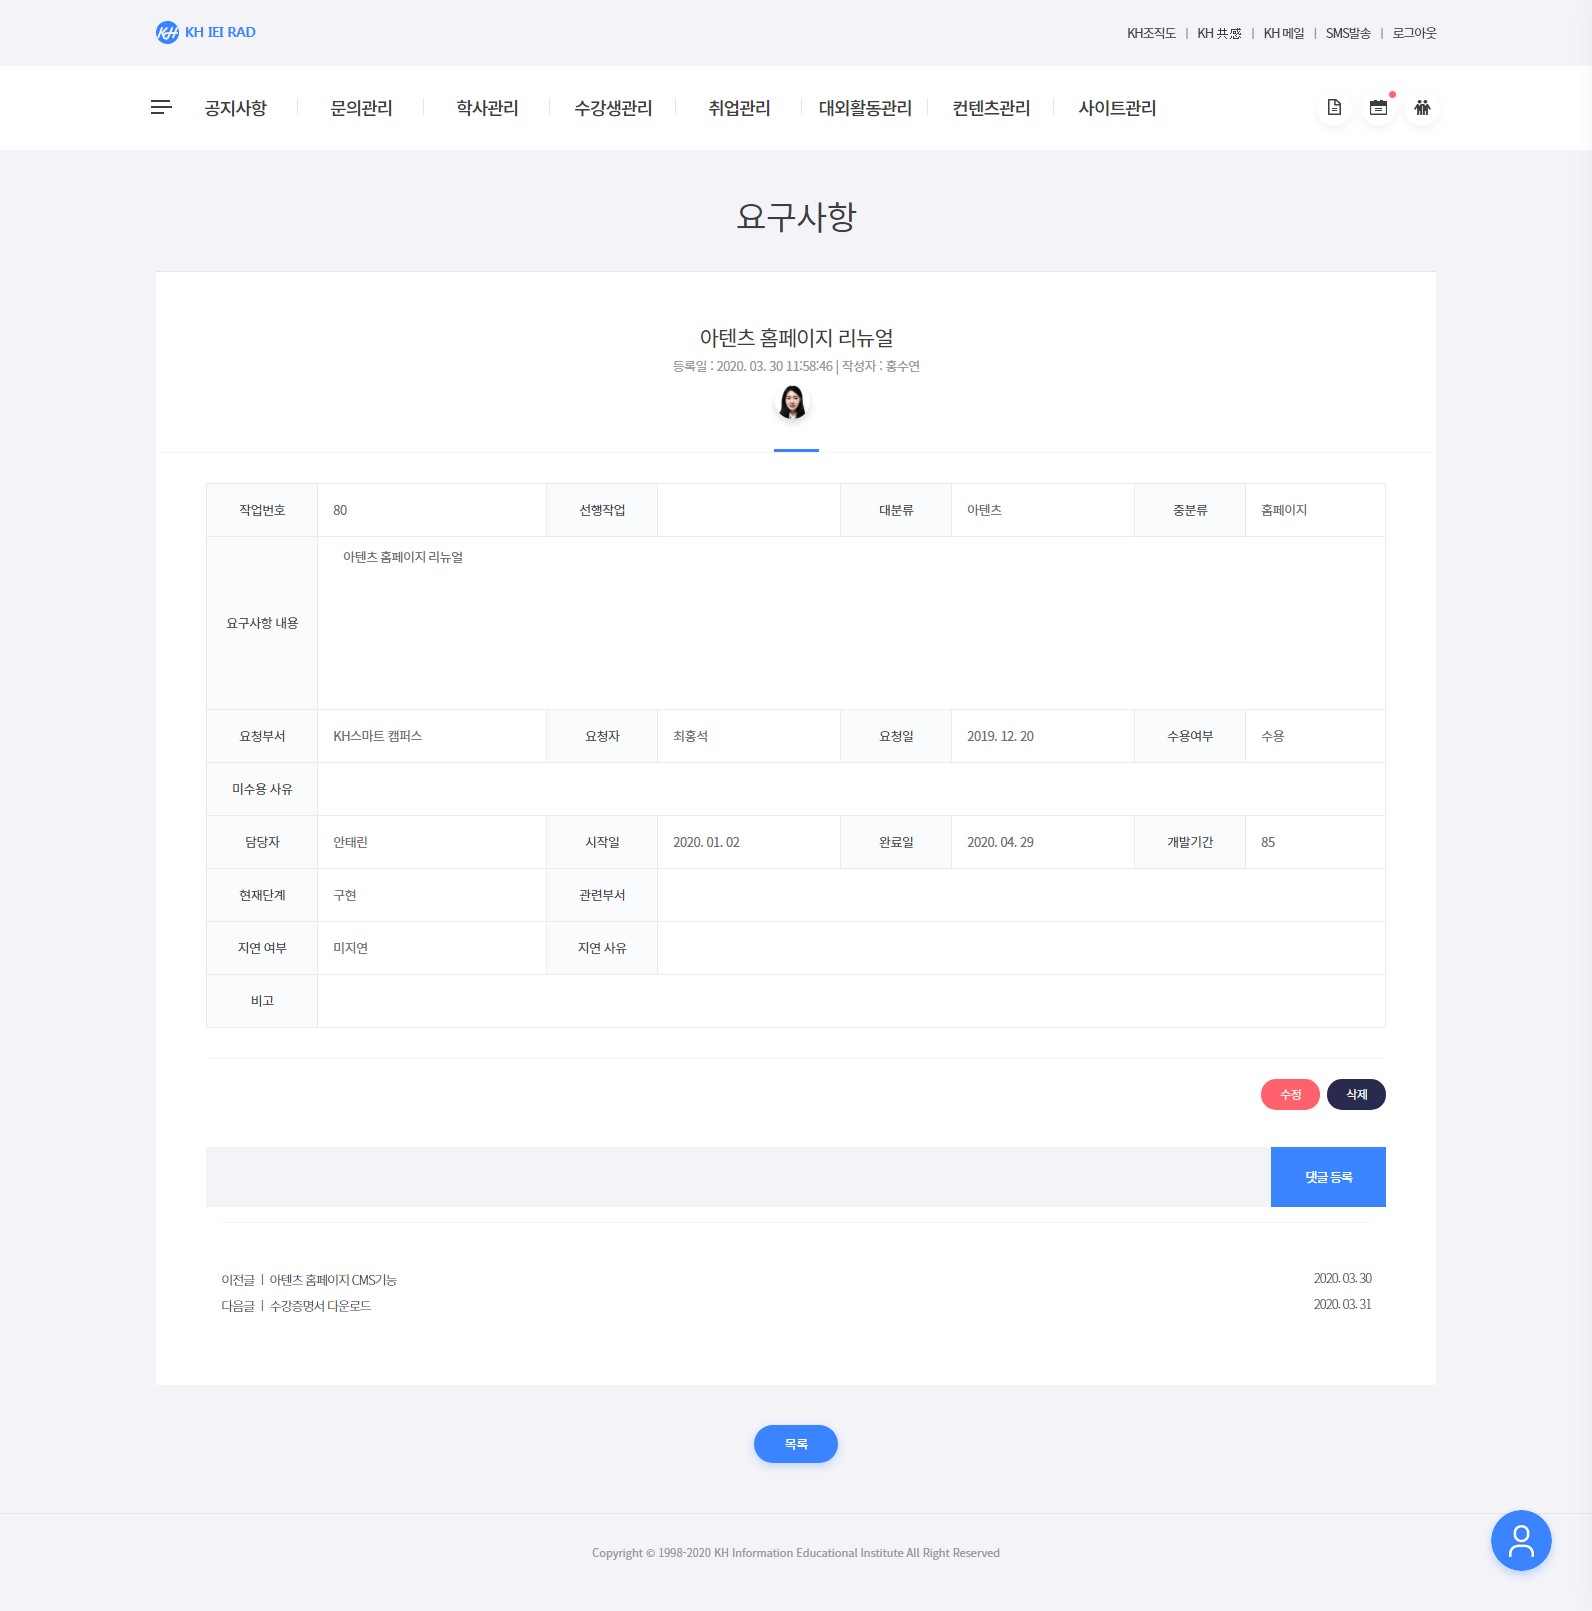 KH IEI RAD
KH조직도 | KH 共感 | KH 메일 | SMS발송 | 로그아웃
공지사항 문의관리 학사관리 수강생관리 취업관리 대외활동관리 컨텐츠관리 사이트관리
요구사항
아텐츠 홈페이지 리뉴얼
등록일 : 2020. 03. 30 11:58:46 | 작성자 : 홍수연
작업번호 80 선행작업 대분류 아텐츠 중분류 홈페이지
아텐츠 홈페이지 리뉴얼
요구사항 내용
요청부서 KH스마트 캠퍼스 요청자 최홍석 요청일 2019. 12. 20 수용여부 수용
미수용 사유
담당자 안태린 시작일 2020. 01. 02 완료일 2020. 04. 29 개발기간 85
현재단계 구현 관련부서
지연 여부 미지연 지연 사유
비고
수정 삭제
댓글 등록
이전글 | 아텐츠 홈페이지 CMS기능 2020. 03. 30
다음글 | 수강증명서 다운로드 2020. 03. 31
목록
Copyright © 1998-2020 KH Information Educational Institute All Right Reserved